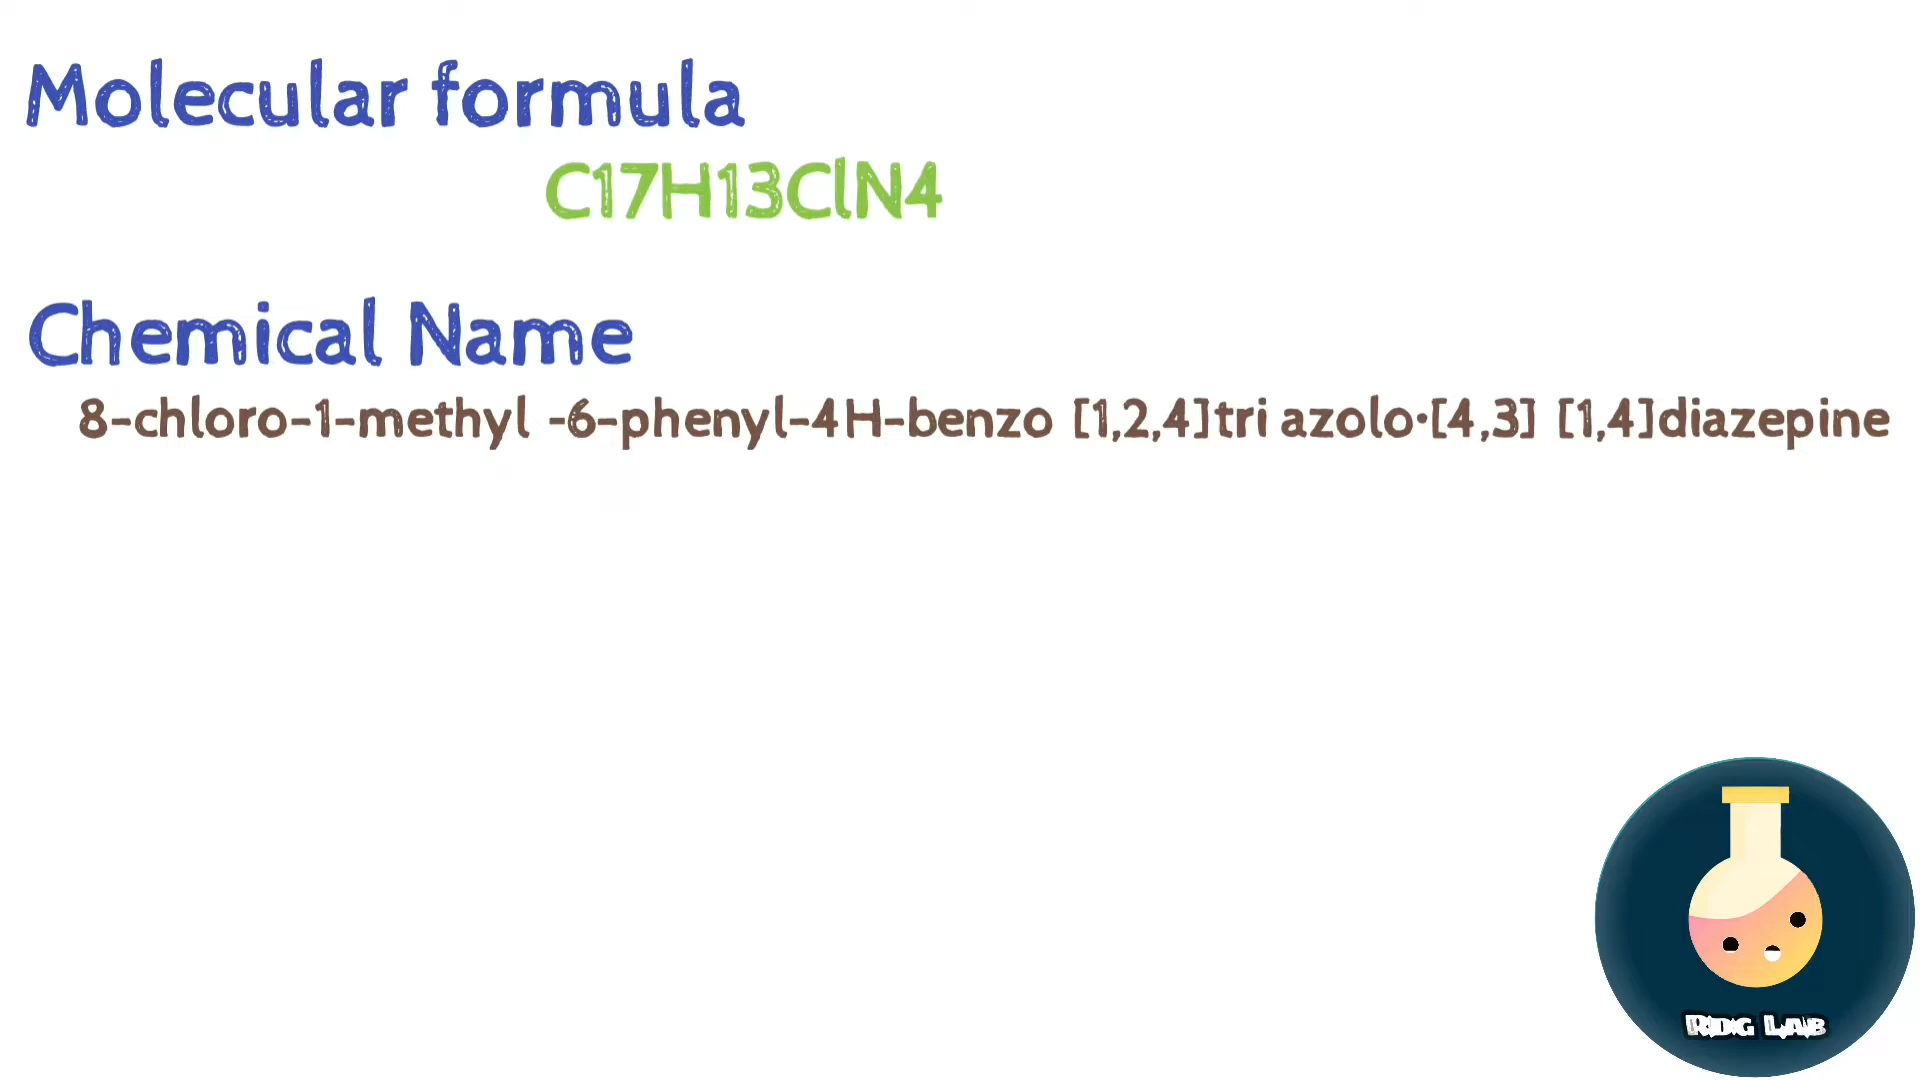 Molecular formula
C17H13ClN4
Chemical Name
8-chloro-1-methyl -6-phenyl-4H-benzo [1,2,4]tri azolo•[4,3] [1,4]diazepine
RDG LAB